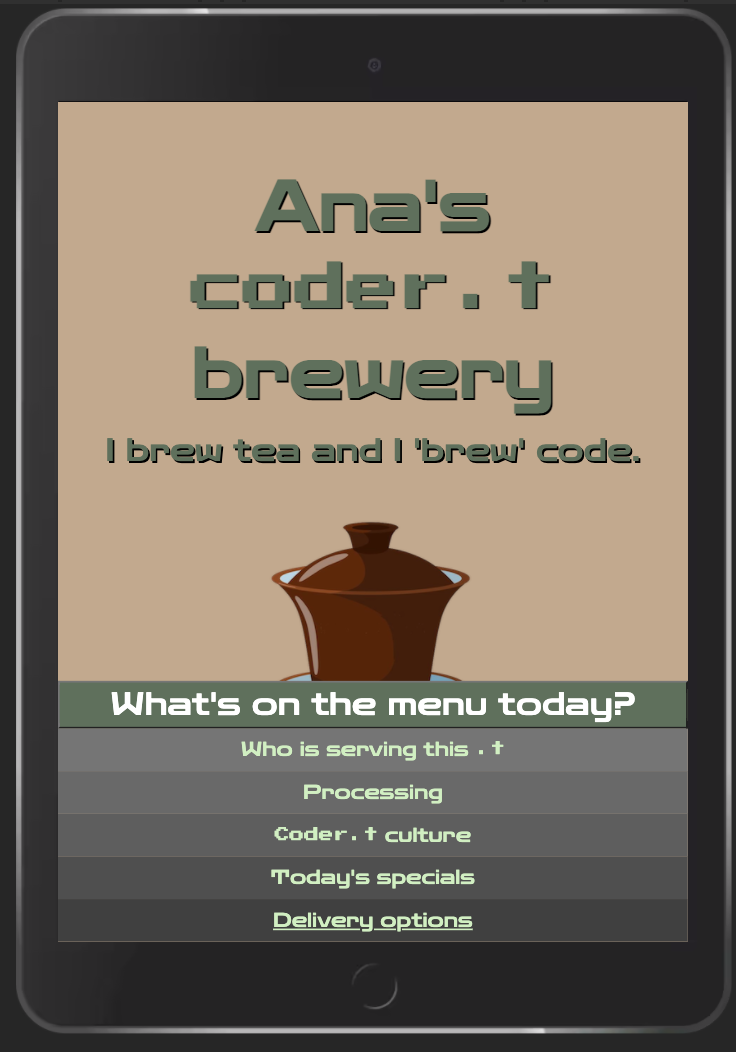 Ana's
coder.t
brewery
I brew tea and I 'brew' code.
What's on the menu today?
Who is serving this .t
Processing
Coder.t culture
Today's specials
Delivery options